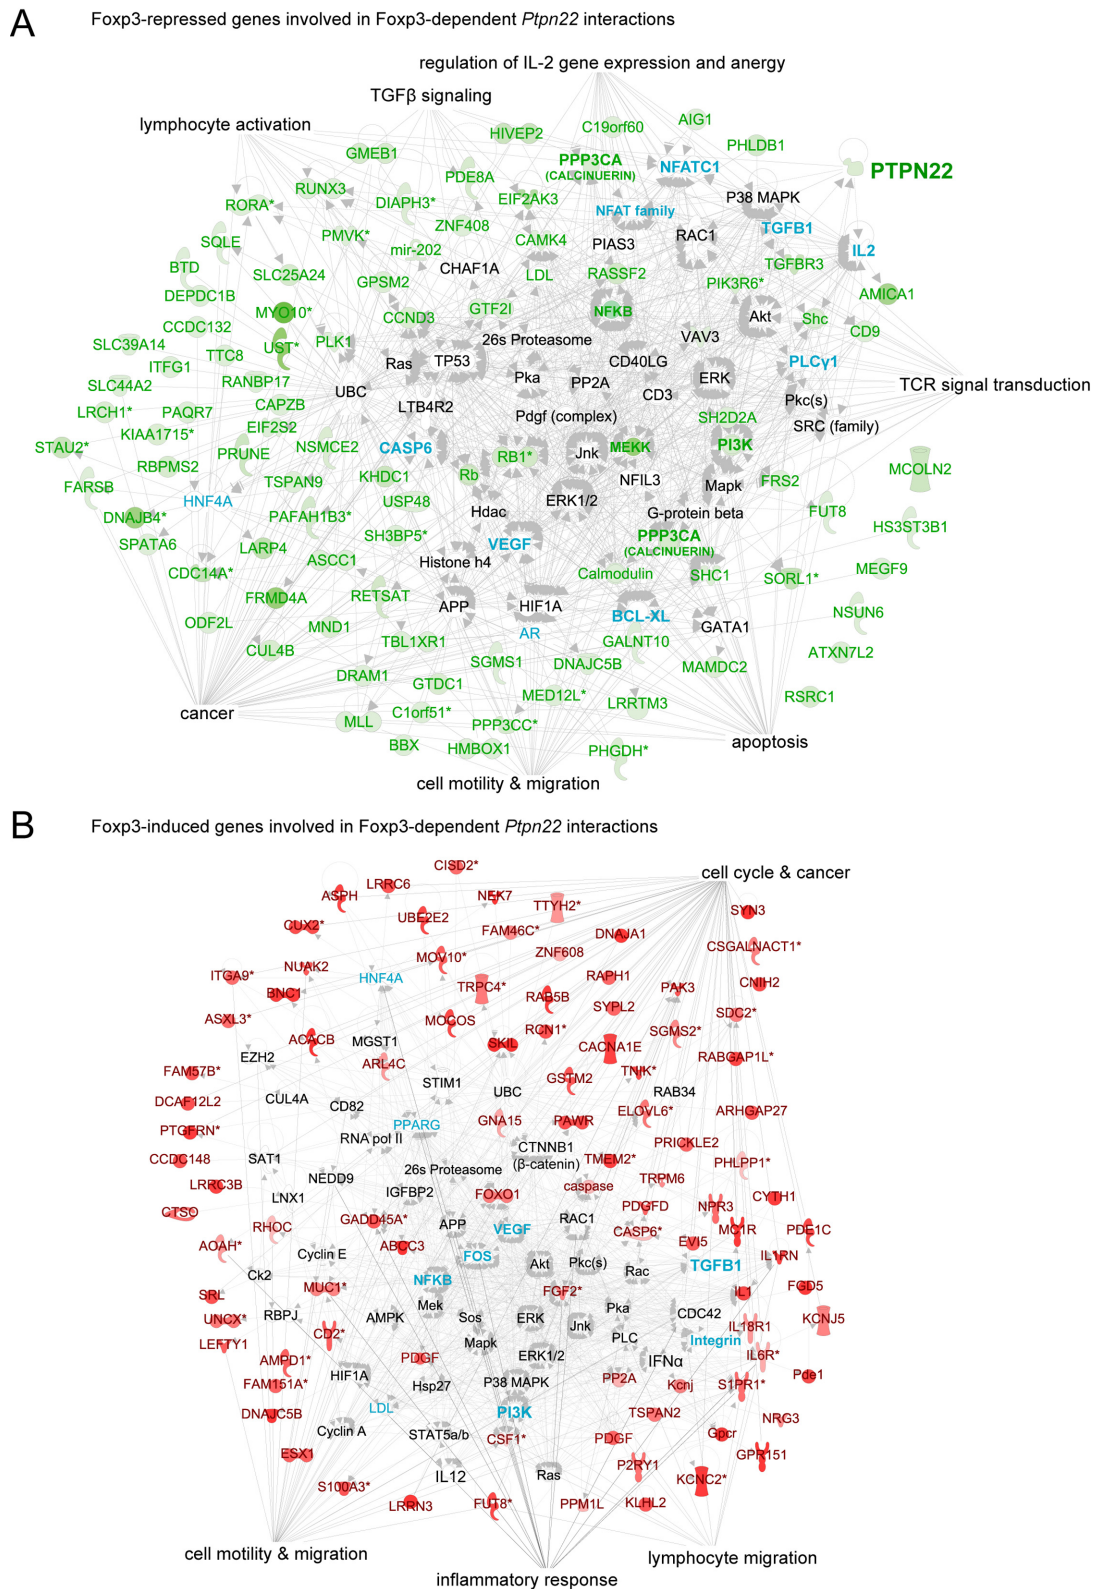 A
Foxp3-repressed genes involved in Foxp3-dependent Ptpn22 interactions
regulation of IL-2 gene expression and anergy
TGFβ signaling
lymphocyte activation
HIVEP2
C19orf60
AIG1
PHLDB1
GMEB1
PPP3CA
(CALCINUERIN)
NFATC1
PTPN22
PDE8A
RUNX3
DIAPH3*
EIF2AK3
P38 MAPK
RORA*
NFAT family
ZNF408
TGFB1
PMVK*
RAC1
SQLE
mir-202
CAMK4
PIAS3
IL2
BTD
SLC25A24
GPSM2
CHAF1A
LDL
RASSF2
TGFBR3
PIK3R6*
DEPDC1B
AMICA1
MYO10*
CCND3
GTF2I
NFKB
Akt
Shc
CCDC132
CD9
SLC39A14
UST*
PLK1
26s Proteasome
VAV3
TTC8
Ras
TP53
CD40LG
PLCγ1
ITFG1
RANBP17
Pka
PP2A
ERK
TCR signal transduction
SLC44A2
UBC
CD3
Pkc(s)
LRCH1*
PAQR7
CAPZB
LTB4R2
Pdgf (complex)
SH2D2A
SRC (family)
KIAA1715*
EIF2S2
STAU2*
PRUNE
NSMCE2
CASP6
RB1*
Jnk
MEKK
PI3K
RBPMS2
MCOLN2
FARSB
TSPAN9
KHDC1
Rb
NFIL3
Mapk
FRS2
HNF4A
USP48
ERK1/2
DNAJB4*
PAFAH1B3*
Hdac
G-protein beta
FUT8
HS3ST3B1
SPATA6
LARP4
SH3BP5*
VEGF
PPP3CA
(CALCINUERIN)
CDC14A*
ASCC1
Histone h4
Calmodulin
SHC1
SORL1*
MEGF9
FRMD4A
RETSAT
APP
HIF1A
BCL-XL
NSUN6
ODF2L
MND1
AR
GATA1
CUL4B
TBL1XR1
GALNT10
ATXN7L2
DRAM1
SGMS1
DNAJC5B
MAMDC2
GTDC1
MED12L*
LRRTM3
RSRC1
cancer
MLL
C1orf51*
PPP3CC*
BBX
HMBOX1
PHGDH*
apoptosis
cell motility & migration
B
Foxp3-induced genes involved in Foxp3-dependent Ptpn22 interactions
CISD2*
cell cycle & cancer
LRRC6
ASPH
NEK7
TTYH2*
SYN3
CUX2*
UBE2E2
FAM46C*
DNAJA1
CSGALNACT1*
MOV10*
ZNF608
ITGA9*
NUAK2
HNF4A
TRPC4*
RAPH1
CNIH2
BNC1
RAB5B
PAK3
SYPL2
SDC2*
ASXL3*
MOCOS
RCN1*
SGMS2*
ACACB
MGST1
SKIL
CACNA1E
RABGAP1L*
EZH2
ARL4C
TNIK*
FAM57B*
STIM1
GSTM2
RAB34
CUL4A
UBC
DCAF12L2
CD82
ELOVL6*
ARHGAP27
PPARG
GNA15
PAWR
PTGFRN*
RNA pol II
CTNNB1
(β-catenin)
PRICKLE2
CCDC148
SAT1
26s Proteasome
TMEM2*
PHLPP1*
NEDD9
TRPM6
LRRC3B
LNX1
IGFBP2
FOXO1
caspase
CYTH1
CTSO
NPR3
GADD45A*
APP
VEGF
RAC1
PDGFD
RHOC
CASP6*
MC1R
PDE1C
AOAH*
ABCC3
EVI5
Cyclin E
FOS
Akt
Pkc(s)
TGFB1
IL1RN
Ck2
NFKB
Rac
SRL
MUC1*
FGF2*
IL1
FGD5
Mek
Pka
UNCX*
RBPJ
AMPK
Sos
ERK
Jnk
CDC42
KCNJ5
LEFTY1
CD2*
Mapk
PLC
Integrin
IL18R1
AMPD1*
PDGF
ERK1/2
IFNα
IL6R*
HIF1A
Hsp27
P38 MAPK
PP2A
Kcnj
S1PR1*
Pde1
FAM151A*
LDL
PI3K
DNAJC5B
TSPAN2
NRG3
Cyclin A
STAT5a/b
CSF1*
PDGF
Gpcr
ESX1
GPR151
IL12
Ras
P2RY1
KCNC2*
S100A3*
LRRN3
FUT8*
PPM1L
KLHL2
cell motility & migration
lymphocyte migration
inflammatory response